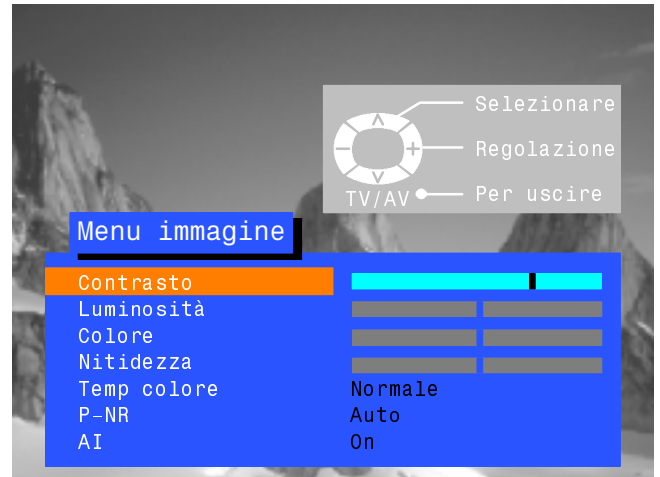 Selezionare
Regolazione
TV/AV Per uscire
Menu immagine
Contrasto
Luminosità
Colore
Nitidezza
Temp colore Normale
P-NR Auto
AI On